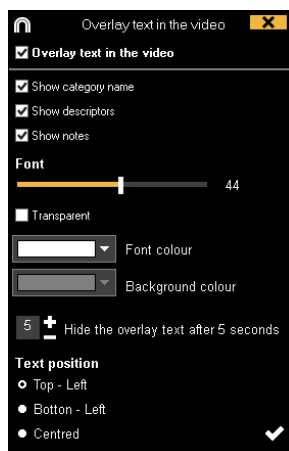 Overlay text in the video
Overlay text in the video
Show category name
Show descriptors
Show notes
Font
44
Transparent
Font colour
Background colour
5 Hide the overlay text after 5 seconds
Text position
Top - Left
Botton - Left
Centred